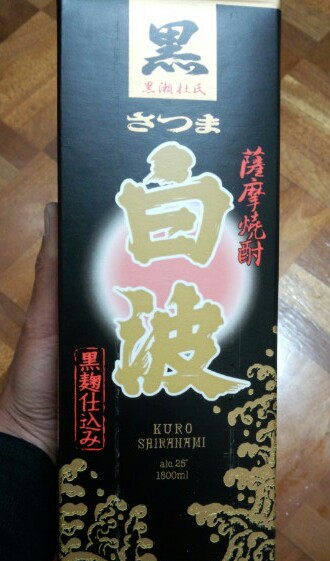 黒
黒瀬杜氏
さつま
白波
薩摩焼酎
黒麹仕込み
KURO
SHIRANAMI
alc.25°
1800ml